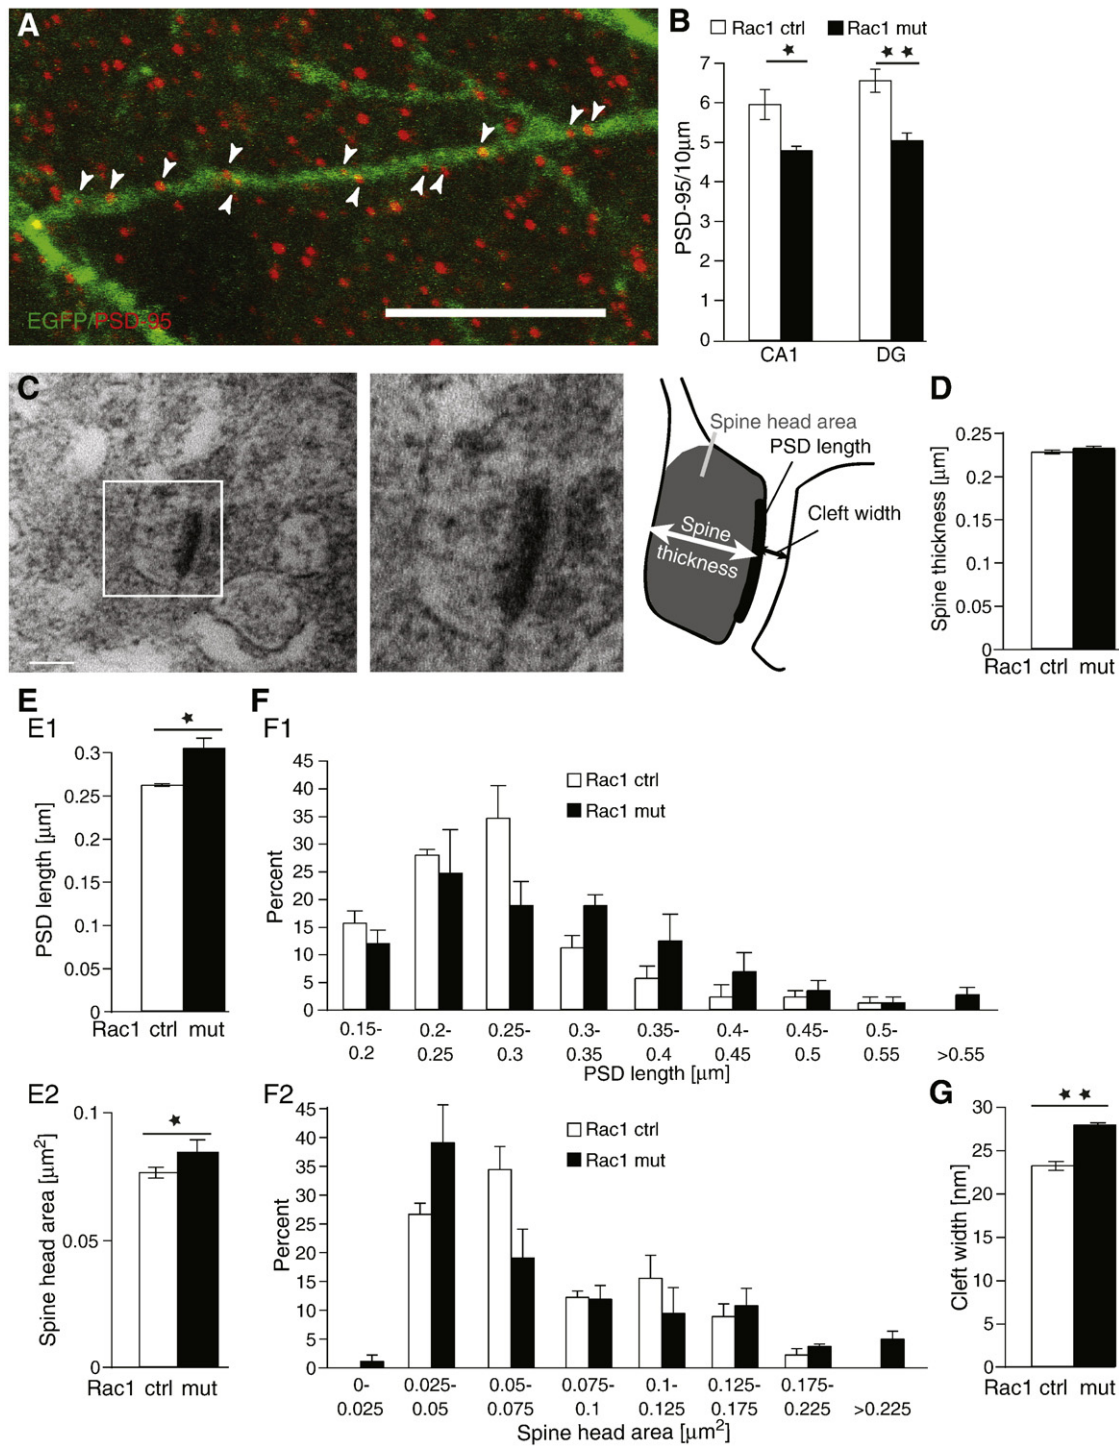 A
EGFP/PSD-95
B
Rac1 ctrl
Rac1 mut
PSD-95/10µm
7
6
5
4
3
2
1
0
CA1
DG
C
Spine head area
PSD length
Cleft width
Spine
thickness
D
Spine thickness [µm]
0.25
0.2
0.15
0.1
0.05
0
Rac1 ctrl mut
E
E1
PSD length [µm]
0.3
0.25
0.2
0.15
0.1
0.05
0
Rac1 ctrl mut
F
F1
Percent
45
40
35
30
25
20
15
10
5
0
Rac1 ctrl
Rac1 mut
0.15- 0.2- 0.25- 0.3- 0.35- 0.4- 0.45- 0.5-
0.2 0.25 0.3 0.35 0.4 0.45 0.5 0.55 >0.55
PSD length [µm]
E2
Spine head area [µm²]
0.1
0.05
0
Rac1 ctrl mut
F2
Percent
45
40
35
30
25
20
15
10
5
0
Rac1 ctrl
Rac1 mut
0- 0.025- 0.05- 0.075- 0.1- 0.125- 0.175-
0.025 0.05 0.075 0.1 0.125 0.175 0.225 >0.225
Spine head area [µm²]
G
Cleft width [nm]
30
25
20
15
10
5
0
Rac1 ctrl mut